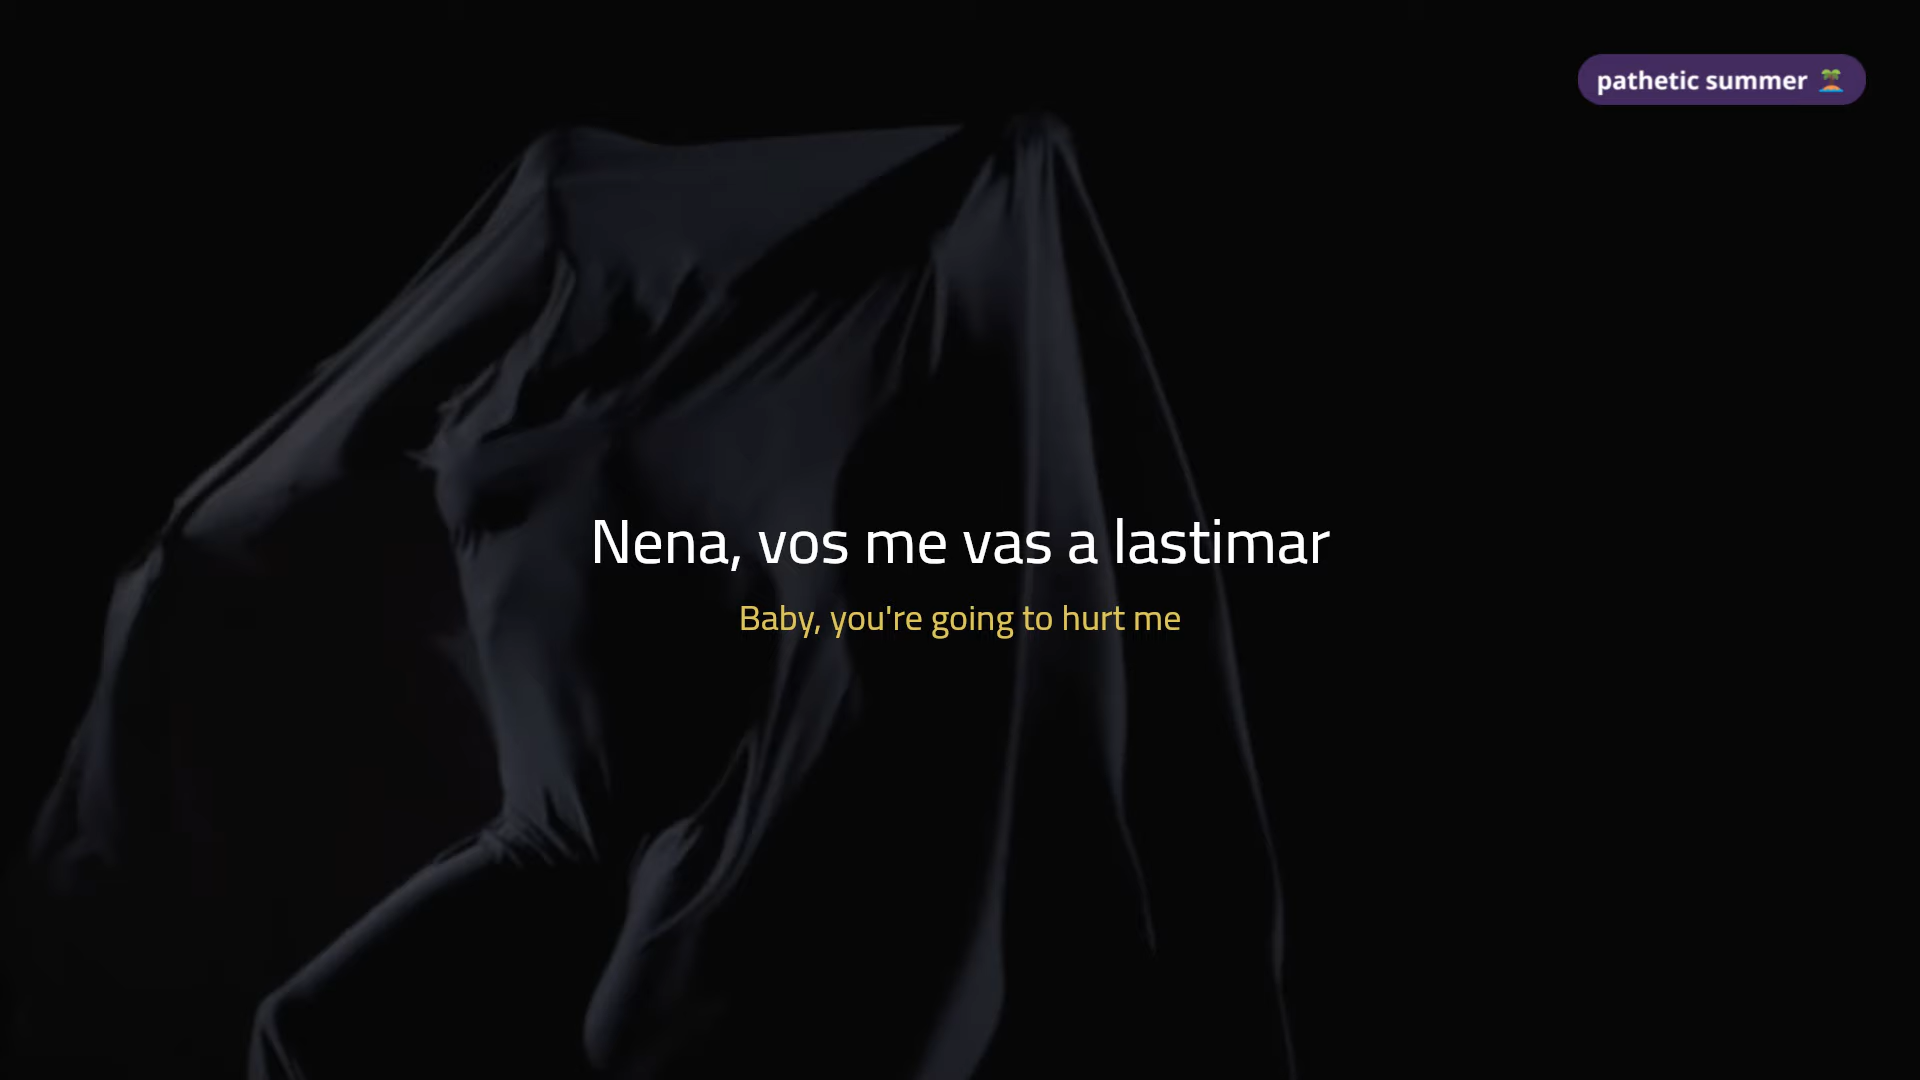 pathetic summer 🏝️
Nena, vos me vas a lastimar
Baby, you're going to hurt me